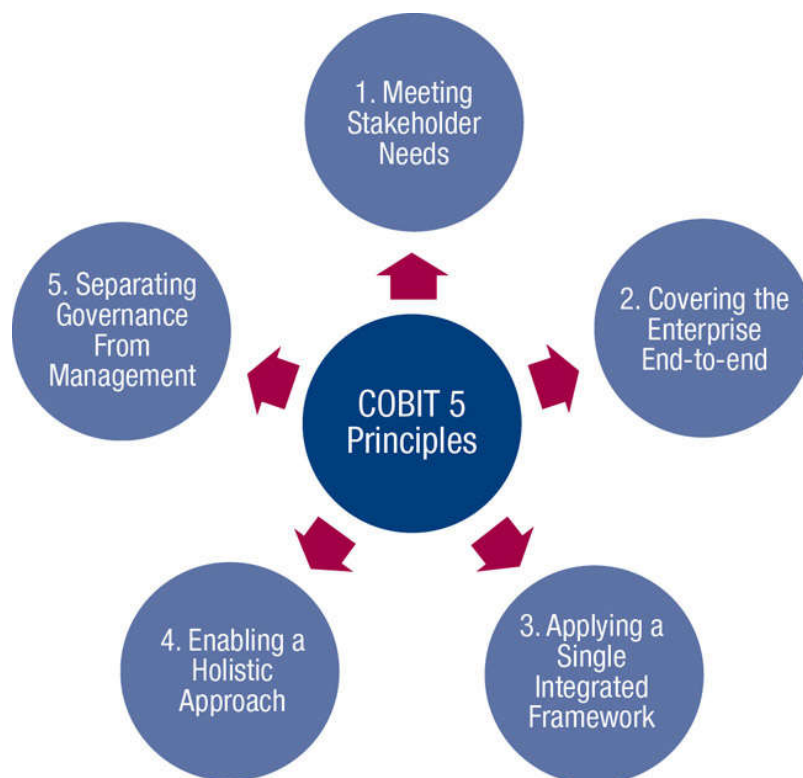 1. Meeting
Stakeholder
Needs
2. Covering the
Enterprise
End-to-end
3. Applying a
Single
Integrated
Framework
4. Enabling a
Holistic
Approach
5. Separating
Governance
From
Management
COBIT 5
Principles